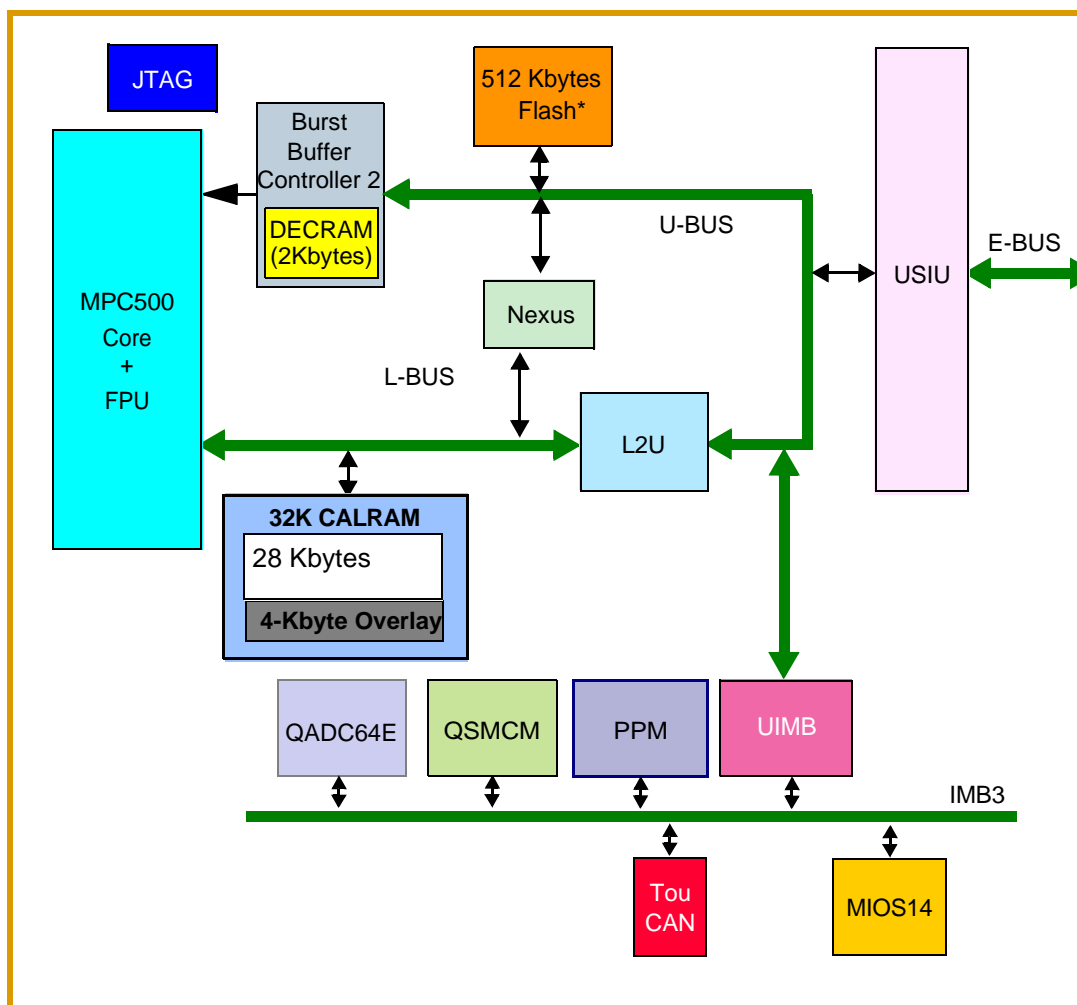 JTAG
512 Kbytes
Flash*
Burst
Buffer
Controller 2
DECRAM
(2Kbytes)
U-BUS
E-BUS
USIU
MPC500
Core
+
FPU
Nexus
L-BUS
L2U
32K CALRAM
28 Kbytes
4-Kbyte Overlay
QADC64E
QSMCM
PPM
UIMB
IMB3
Tou
CAN
MIOS14